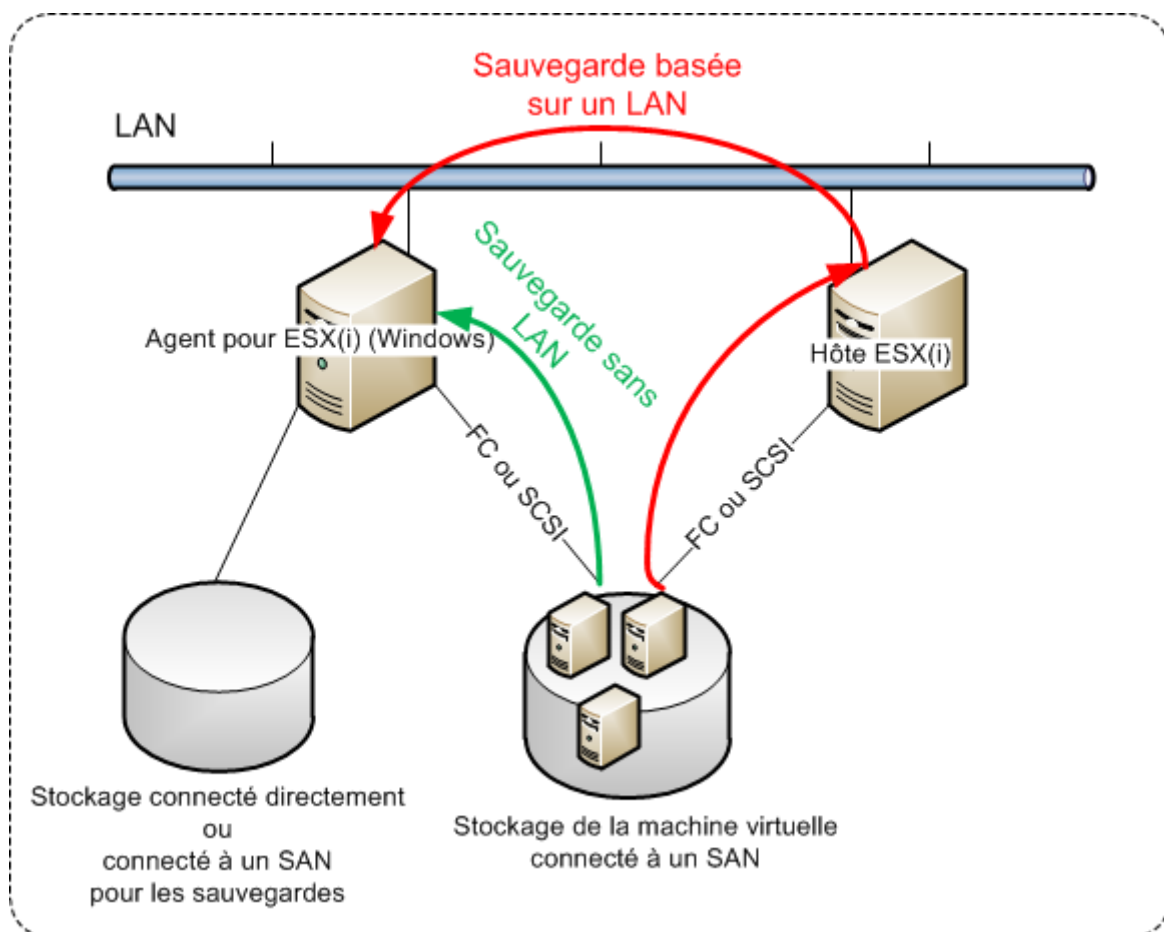 Sauvegarde basée
sur un LAN
LAN
Sauvegarde sans
LAN
Agent pour ESX(i) (Windows)
Hôte ESX(i)
FC ou SCSI
FC ou SCSI
Stockage connecté directement
ou
connecté à un SAN
pour les sauvegardes
Stockage de la machine virtuelle
connecté à un SAN